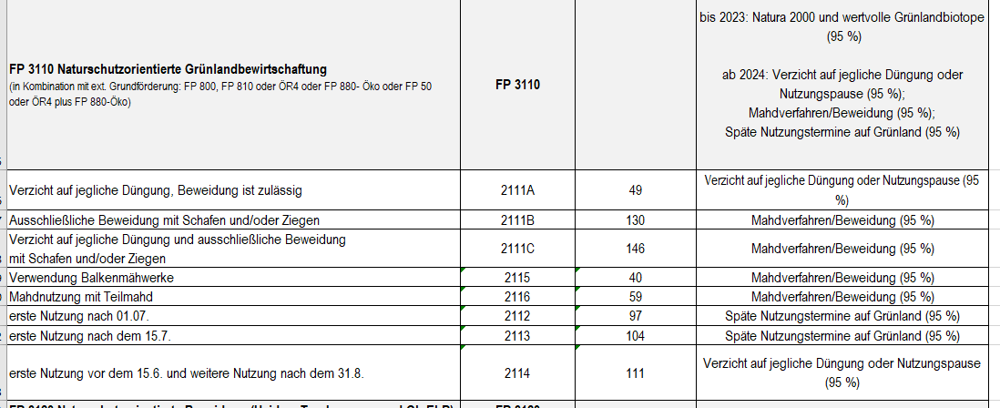 bis 2023: Natura 2000 und wertvolle Grünlandbiotope
(95 %)
ab 2024: Verzicht auf jegliche Düngung oder
Nutzungspause (95 %);
Mahdverfahren/Beweidung (95 %);
Späte Nutzungstermine auf Grünland (95 %)
FP 3110 Naturschutzorientierte Grünlandbewirtschaftung
(in Kombination mit ext. Grundförderung: FP 800, FP 810 oder ÖR4 oder FP 880- Öko oder FP 50
oder ÖR4 plus FP 880-Öko)
FP 3110
Verzicht auf jegliche Düngung, Beweidung ist zulässig 2111A 49 Verzicht auf jegliche Düngung oder Nutzungspause (95
%)
Ausschließliche Beweidung mit Schafen und/oder Ziegen 2111B 130 Mahdverfahren/Beweidung (95 %)
Verzicht auf jegliche Düngung und ausschließliche Beweidung
mit Schafen und/oder Ziegen 2111C 146 Mahdverfahren/Beweidung (95 %)
Verwendung Balkenmähwerke 2115 40 Mahdverfahren/Beweidung (95 %)
Mahdnutzung mit Teilmahd 2116 59 Mahdverfahren/Beweidung (95 %)
erste Nutzung nach 01.07. 2112 97 Späte Nutzungstermine auf Grünland (95 %)
erste Nutzung nach dem 15.7. 2113 104 Späte Nutzungstermine auf Grünland (95 %)
erste Nutzung vor dem 15.6. und weitere Nutzung nach dem 31.8. 2114 111 Verzicht auf jegliche Düngung oder Nutzungspause
(95 %)